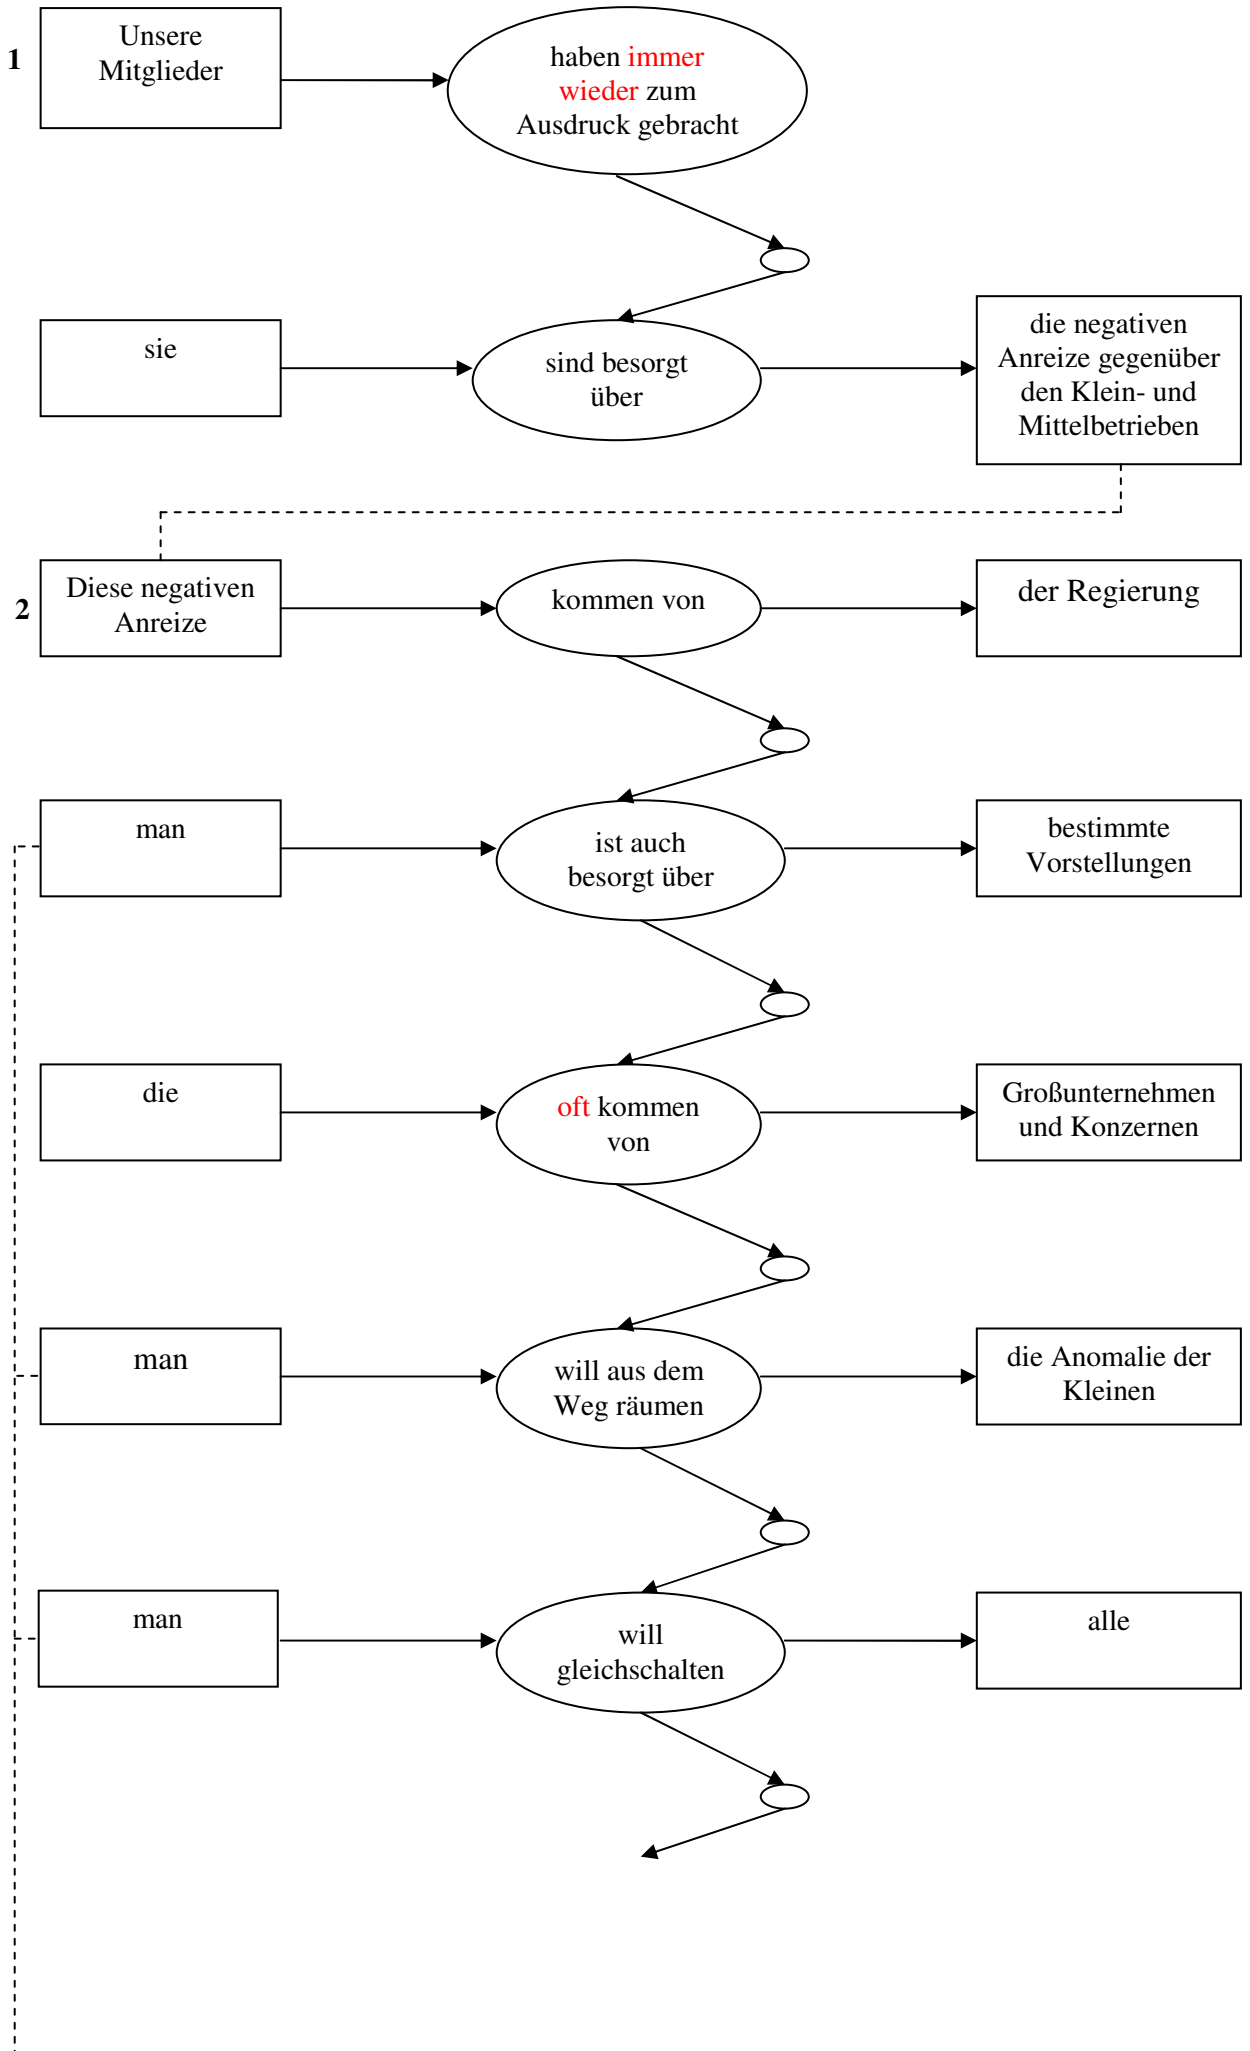 1
Unsere
Mitglieder
haben immer
wieder zum
Ausdruck gebracht
sie
sind besorgt
über
die negativen
Anreize gegenüber
den Klein- und
Mittelbetrieben
2
Diese negativen
Anreize
kommen von
der Regierung
man
ist auch
besorgt über
bestimmte
Vorstellungen
die
oft kommen
von
Großunternehmen
und Konzernen
man
will aus dem
Weg räumen
die Anomalie der
Kleinen
man
will
gleichschalten
alle